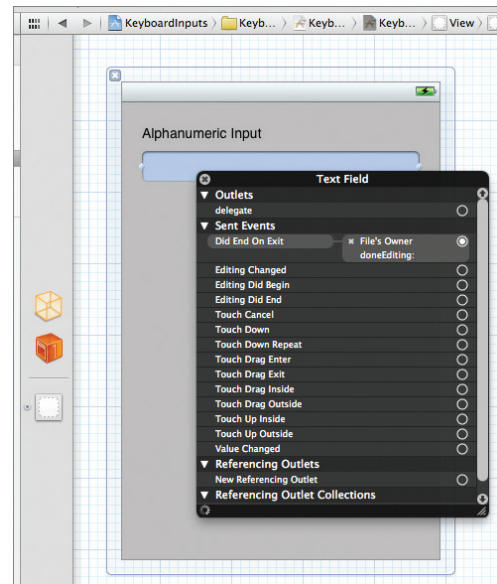 KeyboardInputs Keyb... Keyb... Keyb... View
Alphanumeric Input
Text Field
Outlets
delegate
Sent Events
Did End On Exit File's Owner
doneEditing:
Editing Changed
Editing Did Begin
Editing Did End
Touch Cancel
Touch Down
Touch Down Repeat
Touch Drag Enter
Touch Drag Exit
Touch Drag Inside
Touch Drag Outside
Touch Up Inside
Touch Up Outside
Value Changed
Referencing Outlets
New Referencing Outlet
Referencing Outlet Collections